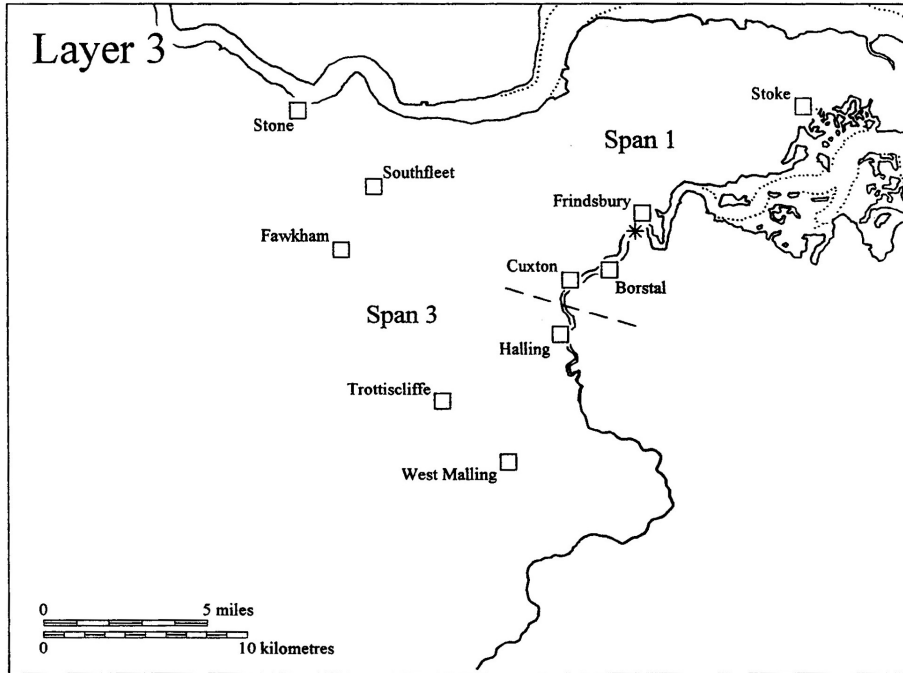 Layer 3
Stoke
Stone
Span 1
Southfleet
Frindsbury
Fawkham
Cuxton
Borstal
Span 3
Halling
Trottiscliffe
West Malling
0 5 miles
0 10 kilometres